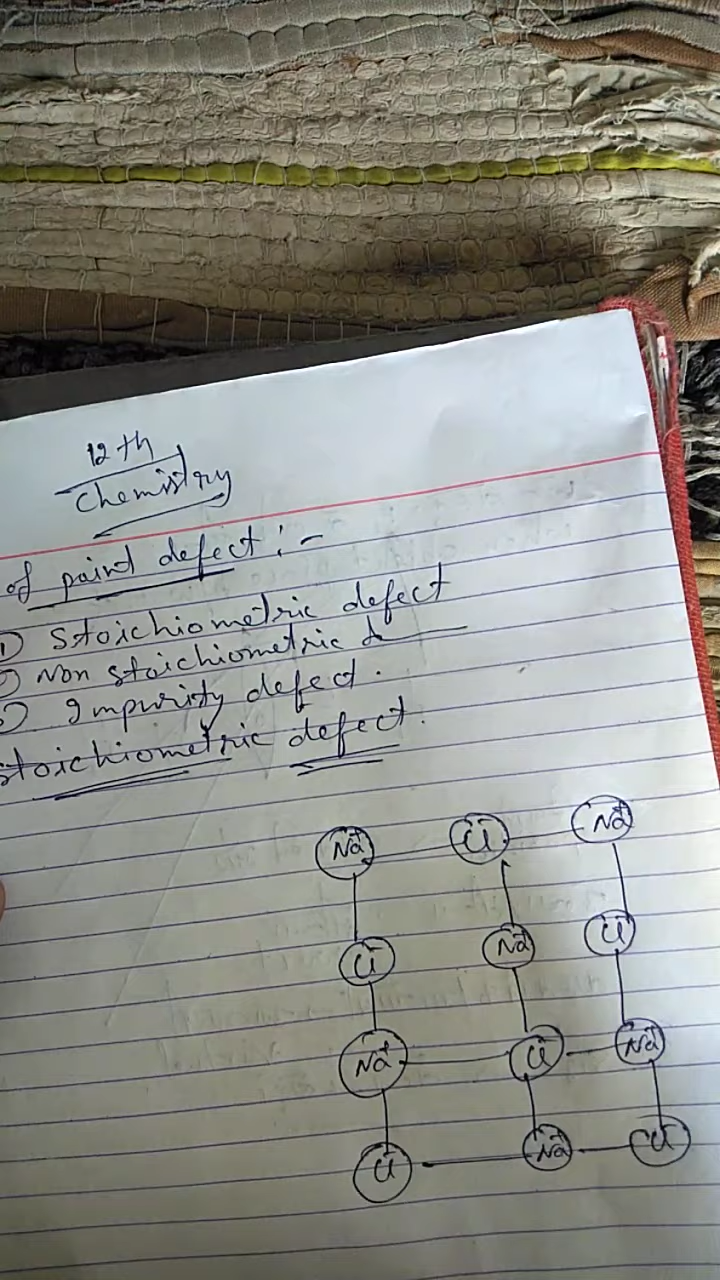 12th
Chemistry
of paint defect :-
① Stoichiometric defect
② Non stoichiometric d
③ Impurity defect.
Stoichiometric defect.
Na⁺ Cl⁻ Na⁺
Cl⁻ Na⁺ Cl⁻
Na⁺ Cl⁻ Na⁺
Cl⁻ Na⁺ Cl⁻